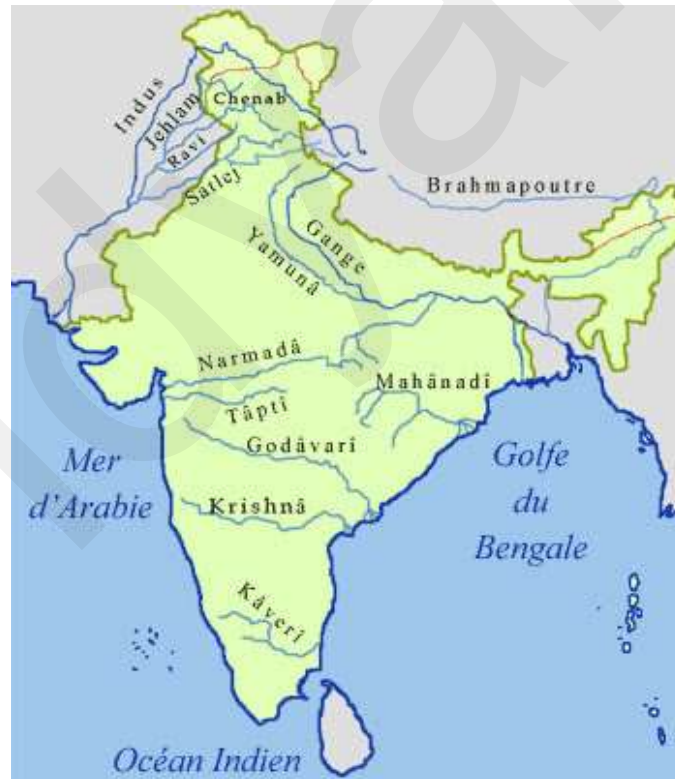 Indus
Jehlam
Chenab
Ravi
Satlej
Brahmapoutre
Gange
Yamunâ
Narmadâ
Mahânadî
Tâptî
Godâvarî
Mer
d'Arabie
Golfe
du
Bengale
Krishnâ
Kâverî
Océan Indien